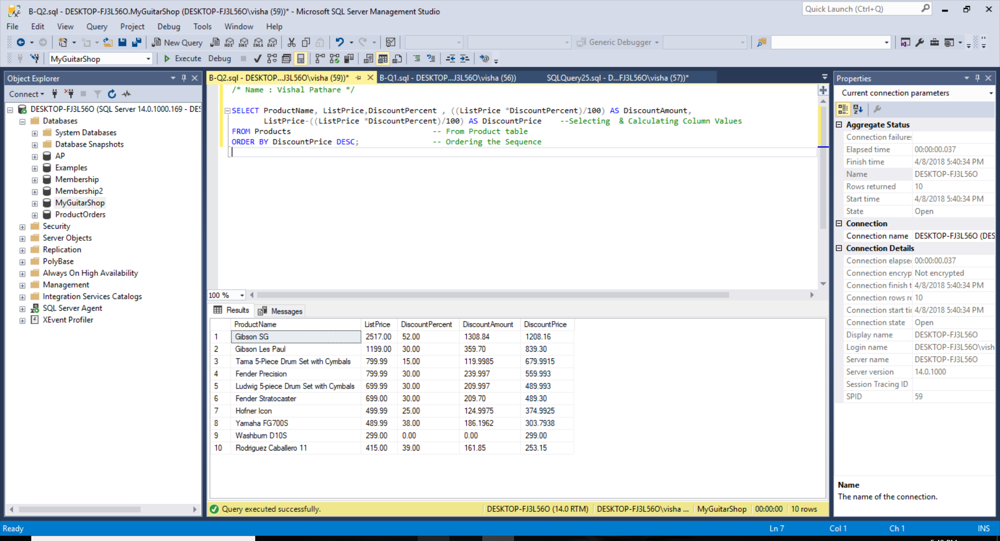 B-Q2.sql - DESKTOP-FJ3L56O.MyGuitarShop (DESKTOP-FJ3L56O\visha (59))* - Microsoft SQL Server Management Studio
Quick Launch (Ctrl+Q)
File Edit View Query Project Debug Tools Window Help
New Query MDX DMX XMLA DAX Generic Debugger
MyGuitarShop Execute Debug
Object Explorer
Connect
DESKTOP-FJ3L56O (SQL Server 14.0.1000.169 - DES
Databases
System Databases
Database Snapshots
AP
Examples
Membership
Membership2
MyGuitarShop
ProductOrders
Security
Server Objects
Replication
PolyBase
Always On High Availability
Management
Integration Services Catalogs
SQL Server Agent
XEvent Profiler
B-Q2.sql - DESKTOP...J3L56O\visha (59))* B-Q1.sql - DESKTOP...J3L56O\visha (56)) SQLQuery25.sql - D...FJ3L56O\visha (57))*
/* Name : Vishal Pathare */
SELECT ProductName, ListPrice,DiscountPercent , ((ListPrice *DiscountPercent)/100) AS DiscountAmount,
ListPrice-((ListPrice *DiscountPercent)/100) AS DiscountPrice --Selecting & Calculating Column Values
FROM Products -- From Product table
ORDER BY DiscountPrice DESC; -- Ordering the Sequence
100 %
Results Messages
ProductName ListPrice DiscountPercent DiscountAmount DiscountPrice
1 Gibson SG 2517.00 52.00 1308.84 1208.16
2 Gibson Les Paul 1199.00 30.00 359.70 839.30
3 Tama 5-Piece Drum Set with Cymbals 799.99 15.00 119.9985 679.9915
4 Fender Precision 799.99 30.00 239.997 559.993
5 Ludwig 5-piece Drum Set with Cymbals 699.99 30.00 209.997 489.993
6 Fender Stratocaster 699.00 30.00 209.70 489.30
7 Hofner Icon 499.99 25.00 124.9975 374.9925
8 Yamaha FG700S 489.99 38.00 186.1962 303.7938
9 Washburn D10S 299.00 0.00 0.00 299.00
10 Rodriguez Caballero 11 415.00 39.00 161.85 253.15
Query executed successfully. DESKTOP-FJ3L56O (14.0 RTM) DESKTOP-FJ3L56O\visha ... MyGuitarShop 00:00:00 10 rows
Properties
Current connection parameters
Aggregate Status
Connection failures
Elapsed time 00:00:00.037
Finish time 4/8/2018 5:40:34 PM
Name DESKTOP-FJ3L56O
Rows returned 10
Start time 4/8/2018 5:40:34 PM
State Open
Connection
Connection name DESKTOP-FJ3L56O (DES
Connection Details
Connection elapse 00:00:00.037
Connection encryp Not encrypted
Connection finish t 4/8/2018 5:40:34 PM
Connection rows re 10
Connection start ti 4/8/2018 5:40:34 PM
Connection state Open
Display name DESKTOP-FJ3L56O
Login name DESKTOP-FJ3L56O\vish
Server name DESKTOP-FJ3L56O
Server version 14.0.1000
Session Tracing ID
SPID 59
Name
The name of the connection.
Ready Ln 7 Col 1 Ch 1 INS